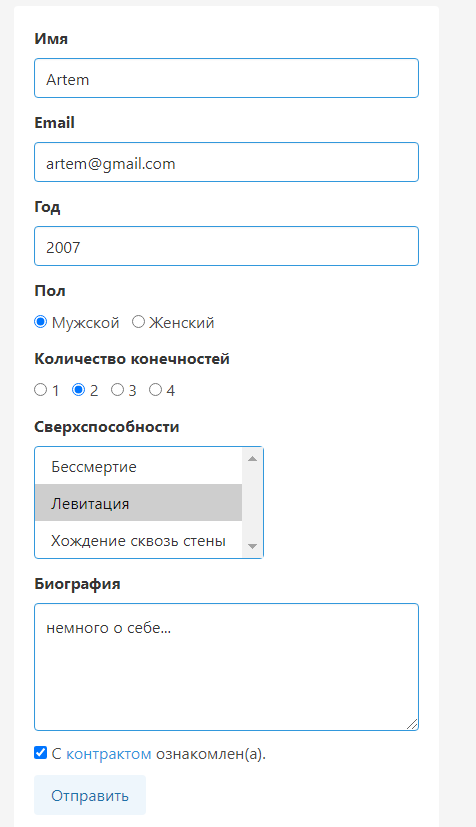 Имя
Artem
Email
artem@gmail.com
Год
2007
Пол
Мужской Женский
Количество конечностей
1 2 3 4
Сверхспособности
Бессмертие
Левитация
Хождение сквозь стены
Биография
немного о себе...
С контрактом ознакомлен(а).
Отправить